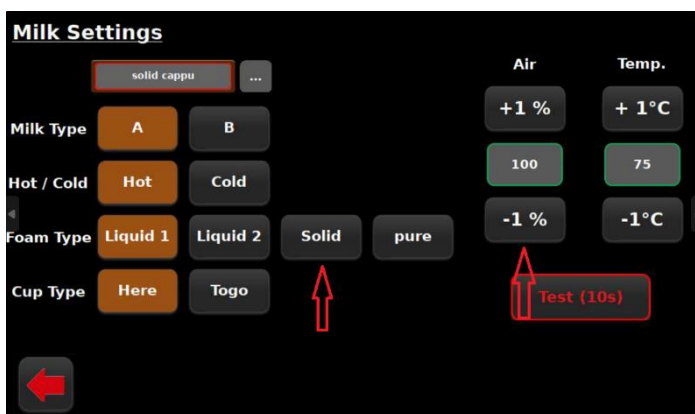 Milk Settings
solid cappu ...
Air Temp.
+1 % + 1°C
Milk Type A B
100 75
Hot / Cold Hot Cold
-1 % -1°C
Foam Type Liquid 1 Liquid 2 Solid pure
Cup Type Here Togo
Test (10s)